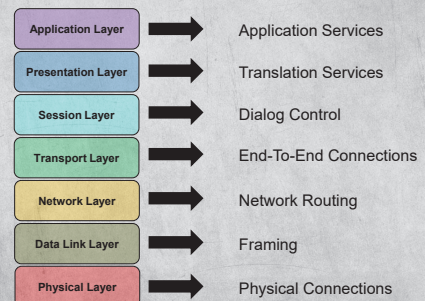 Application Layer Application Services
Presentation Layer Translation Services
Session Layer Dialog Control
Transport Layer End-To-End Connections
Network Layer Network Routing
Data Link Layer Framing
Physical Layer Physical Connections